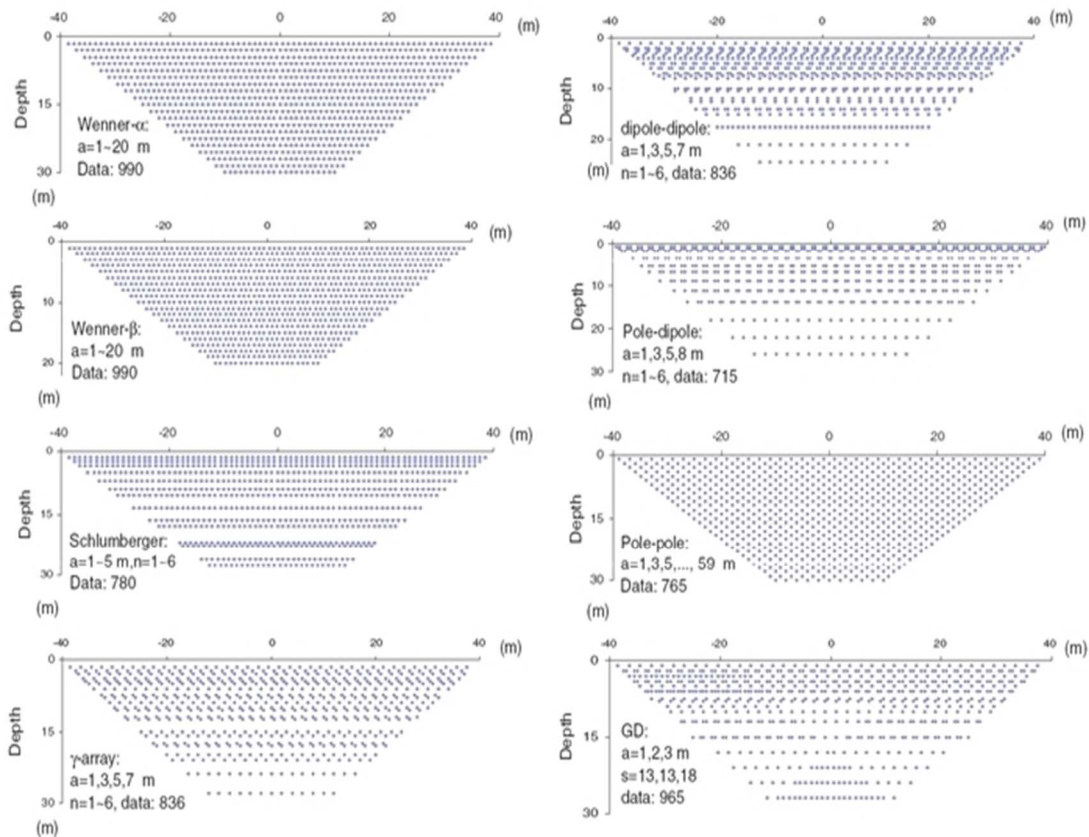 -40 -20 0 20 40 (m)
0
15
30
Depth
(m)
Wenner-α:
a=1~20 m
Data: 990
-40 -20 0 20 40 (m)
0
10
20
Depth
(m)
dipole-dipole:
a=1,3,5,7 m
n=1~6, data: 836
-40 -20 0 20 40 (m)
0
10
20
Depth
(m)
Wenner-β:
a=1~20 m
Data: 990
-40 -20 0 20 40 (m)
0
10
20
30
Depth
(m)
Pole-dipole:
a=1,3,5,8 m
n=1~6, data: 715
-40 -20 0 20 40 (m)
0
15
30
Depth
(m)
Schlumberger:
a=1~5 m,n=1~6
Data: 780
-40 -20 0 20 40 (m)
0
15
30
Depth
(m)
Pole-pole:
a=1,3,5,..., 59 m
Data: 765
-40 -20 0 20 40 (m)
0
15
30
Depth
(m)
γ-array:
a=1,3,5,7 m
n=1~6, data: 836
-40 -20 0 20 40 (m)
0
15
30
Depth
GD:
a=1,2,3 m
s=13,13,18
data: 965